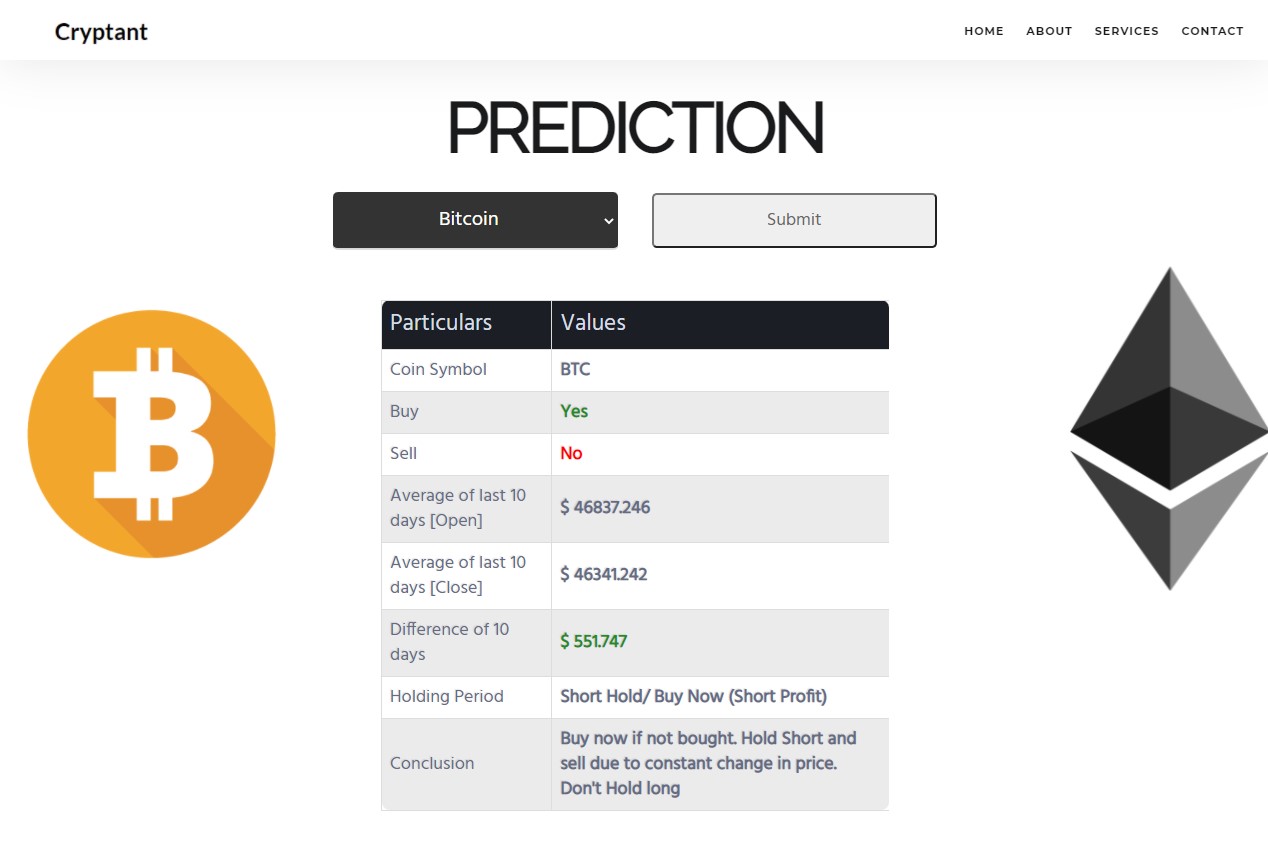 Cryptant
HOME ABOUT SERVICES CONTACT
PREDICTION
Bitcoin
Submit
Particulars Values
Coin Symbol BTC
Buy Yes
Sell No
Average of last 10
days [Open]
$ 46837.246
Average of last 10
days [Close]
$ 46341.242
Difference of 10
days
$ 551.747
Holding Period Short Hold/ Buy Now (Short Profit)
Conclusion
Buy now if not bought. Hold Short and
sell due to constant change in price.
Don't Hold long